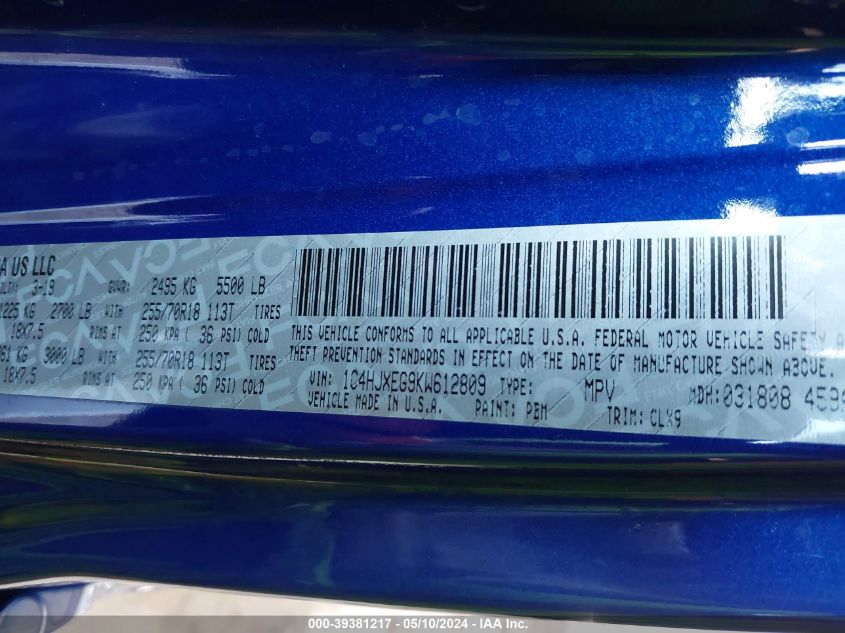 A US LLC
3-19 GVWR: 2495 KG 5500 LB
1225 KG 2700 LB WITH 255/70R18 113T TIRES
18X7.5 RIMS AT 250 KPA ( 36 PSI) COLD
3000 LB WITH 255/70R18 113T TIRES
18X7.5 RIMS AT 250 KPA ( 36 PSI) COLD
THIS VEHICLE CONFORMS TO ALL APPLICABLE U.S.A. FEDERAL MOTOR VEHICLE SAFETY
THEFT PREVENTION STANDARDS IN EFFECT ON THE DATE OF MANUFACTURE SHOWN ABOVE.
VIN: 1C4HJXEG9KW612809 TYPE: MPV MDH: 031808
VEHICLE MADE IN U.S.A. PAINT: PBM TRIM: CLX9
000-39381217 - 05/10/2024 - IAA Inc.